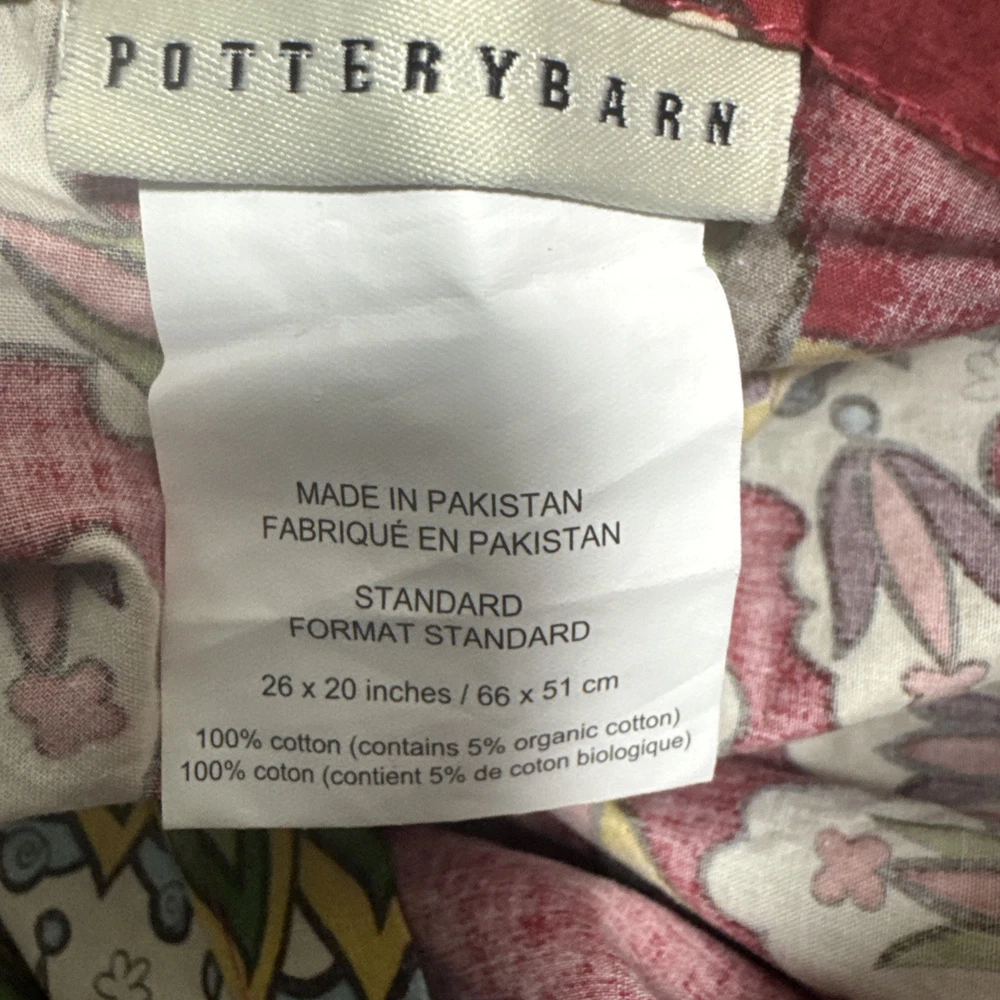 POTTERYBARN
MADE IN PAKISTAN
FABRIQUÉ EN PAKISTAN
STANDARD
FORMAT STANDARD
26 x 20 inches / 66 x 51 cm
100% cotton (contains 5% organic cotton)
100% coton (contient 5% de coton biologique)